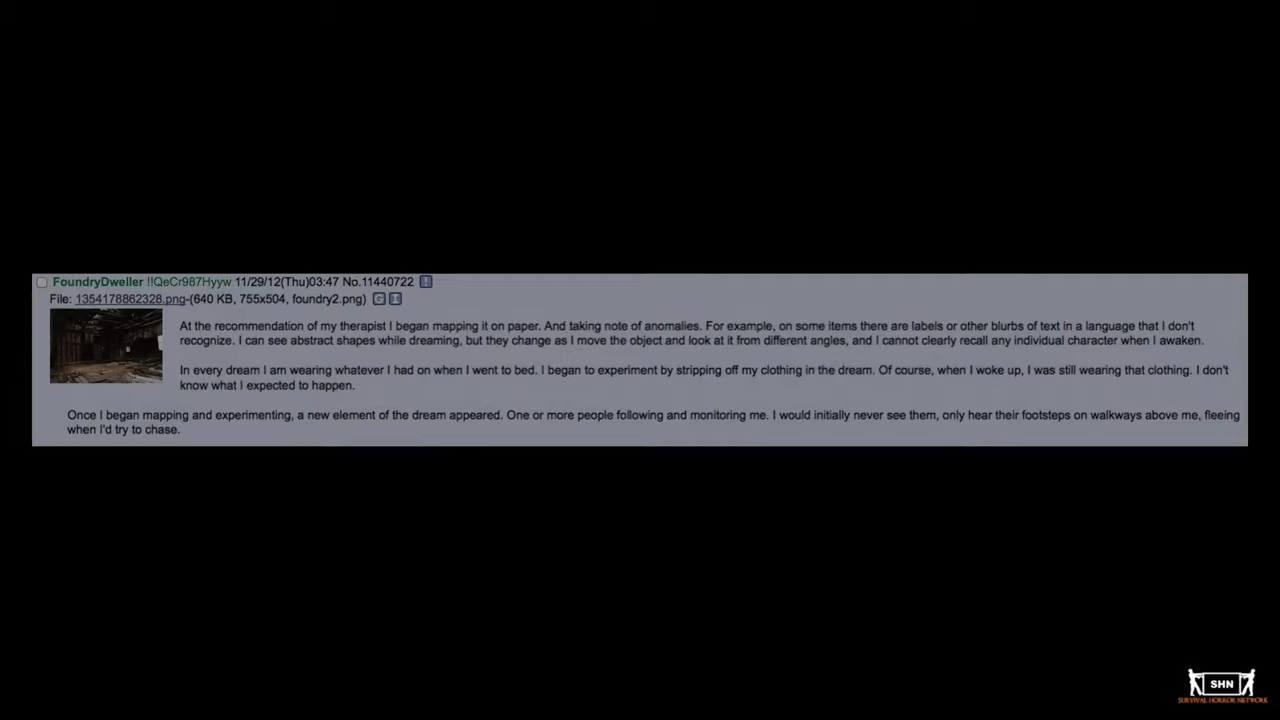 FoundryDweller !!QeCr987Hyyw 11/29/12(Thu)03:47 No.11440722
File: 1354178862328.png-(640 KB, 755x504, foundry2.png)
At the recommendation of my therapist I began mapping it on paper. And taking note of anomalies. For example, on some items there are labels or other blurbs of text in a language that I don't
recognize. I can see abstract shapes while dreaming, but they change as I move the object and look at it from different angles, and I cannot clearly recall any individual character when I awaken.
In every dream I am wearing whatever I had on when I went to bed. I began to experiment by stripping off my clothing in the dream. Of course, when I woke up, I was still wearing that clothing. I don't
know what I expected to happen.
Once I began mapping and experimenting, a new element of the dream appeared. One or more people following and monitoring me. I would initially never see them, only hear their footsteps on walkways above me, fleeing
when I'd try to chase.
SHN
SURVIVAL HORROR NETWORK